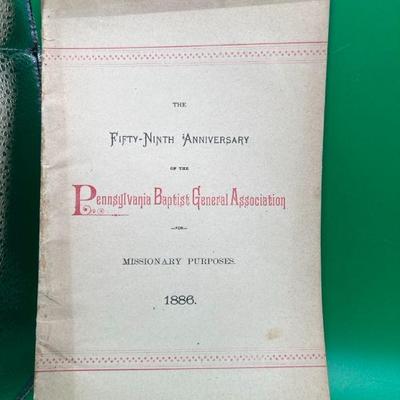 THE
FIFTY-NINTH ANNIVERSARY
OF THE
Pennsylvania Baptist General Association
—FOR—
MISSIONARY PURPOSES.
1886.